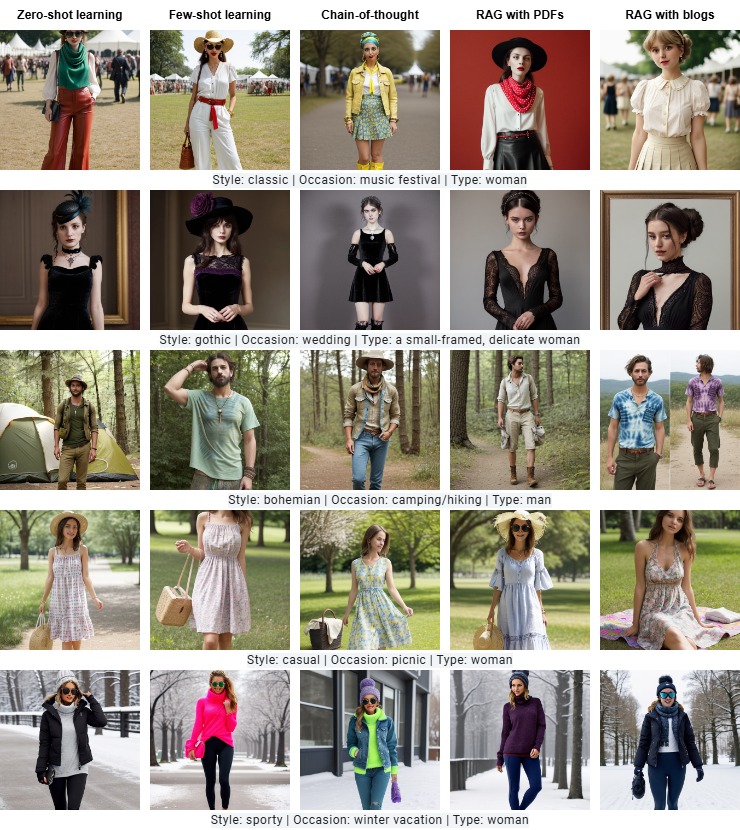 Zero-shot learning Few-shot learning Chain-of-thought RAG with PDFs RAG with blogs
Style: classic | Occasion: music festival | Type: woman
Style: gothic | Occasion: wedding | Type: a small-framed, delicate woman
Style: bohemian | Occasion: camping/hiking | Type: man
Style: casual | Occasion: picnic | Type: woman
Style: sporty | Occasion: winter vacation | Type: woman